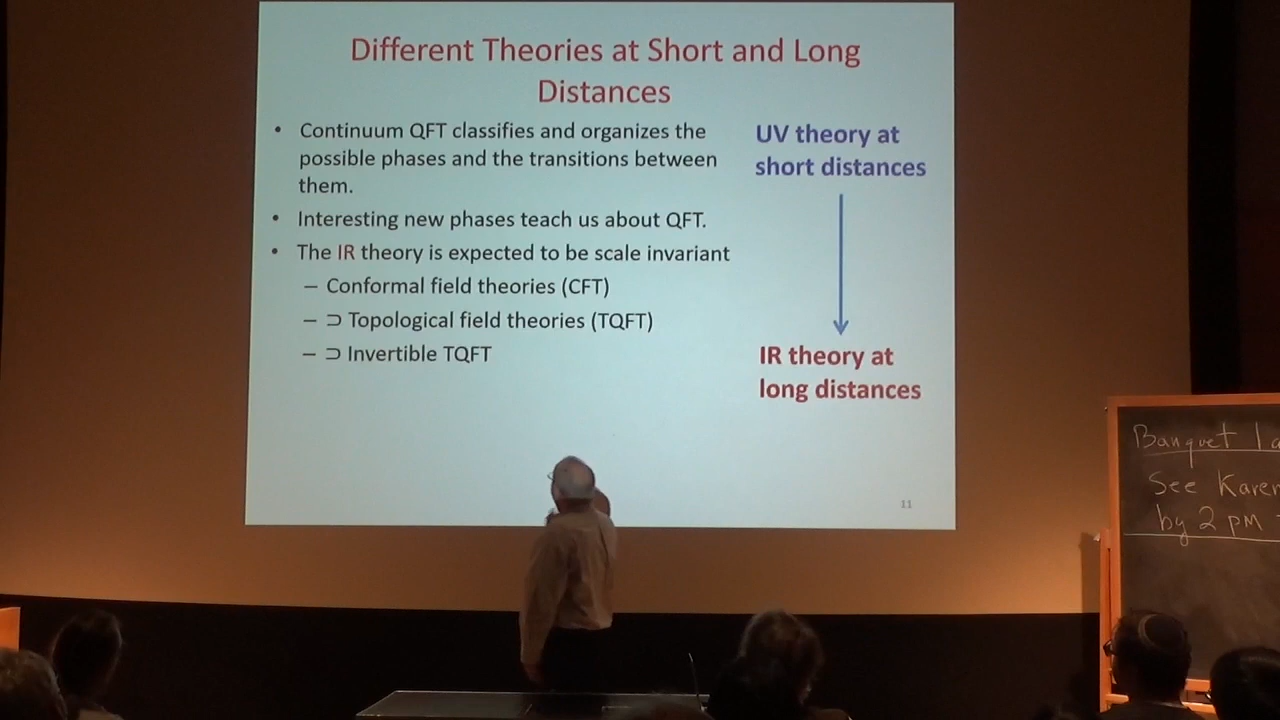 Different Theories at Short and Long
Distances
• Continuum QFT classifies and organizes the
possible phases and the transitions between
them.
• Interesting new phases teach us about QFT.
• The IR theory is expected to be scale invariant
– Conformal field theories (CFT)
– ⊃ Topological field theories (TQFT)
– ⊃ Invertible TQFT
UV theory at
short distances
IR theory at
long distances
11
Banquet
See Karen
by 2 pm